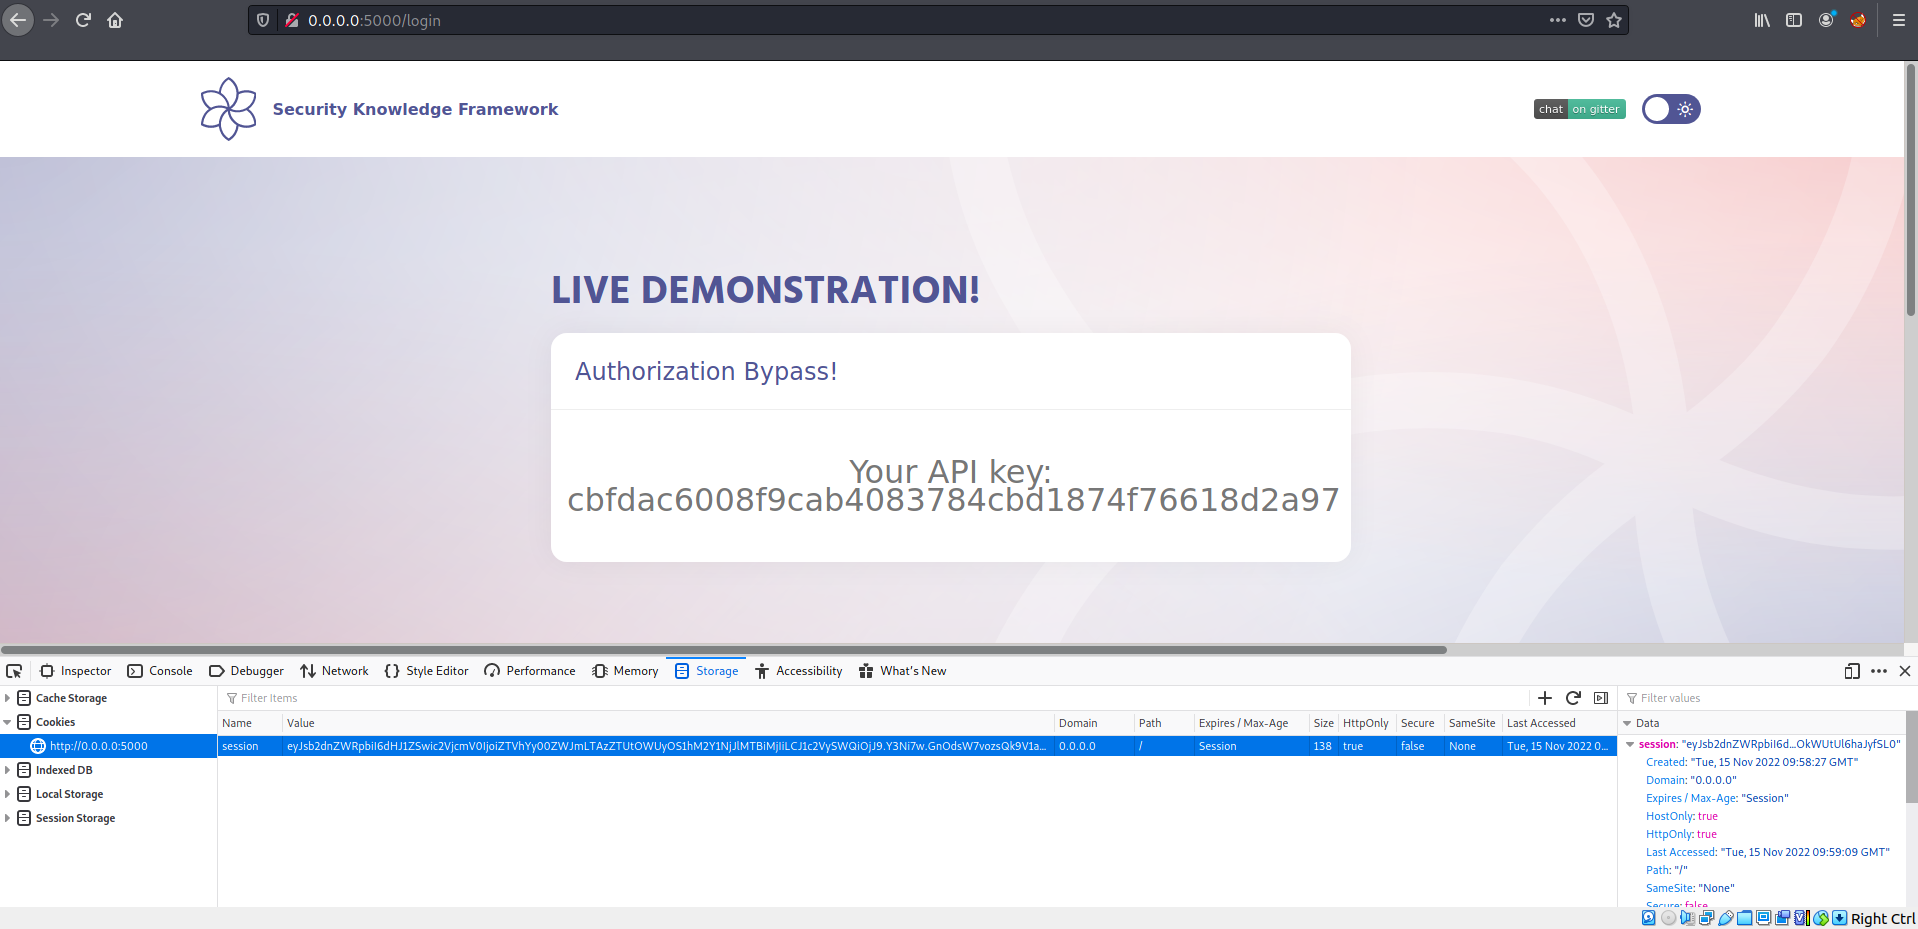 0.0.0.0:5000/login
Security Knowledge Framework
chat on gitter
LIVE DEMONSTRATION!
Authorization Bypass!
Your API key:
cbfdac6008f9cab4083784cbd1874f76618d2a97
Inspector Console Debugger Network Style Editor Performance Memory Storage Accessibility What's New
Cache Storage
Cookies
http://0.0.0.0:5000
Indexed DB
Local Storage
Session Storage
Filter Items
Name Value Domain Path Expires / Max-Age Size HttpOnly Secure SameSite Last Accessed
session 0.0.0.0 / Session 138 true false None Tue, 15 Nov 2022 0...
Filter values
Data
session: "eyJsb2dnZWRpbiI6d...OkWUtUl6haJyfSL0"
Created: "Tue, 15 Nov 2022 09:58:27 GMT"
Domain: "0.0.0.0"
Expires / Max-Age: "Session"
HostOnly: true
HttpOnly: true
Last Accessed: "Tue, 15 Nov 2022 09:59:09 GMT"
Path: "/"
SameSite: "None"
Secure: false
Right Ctrl